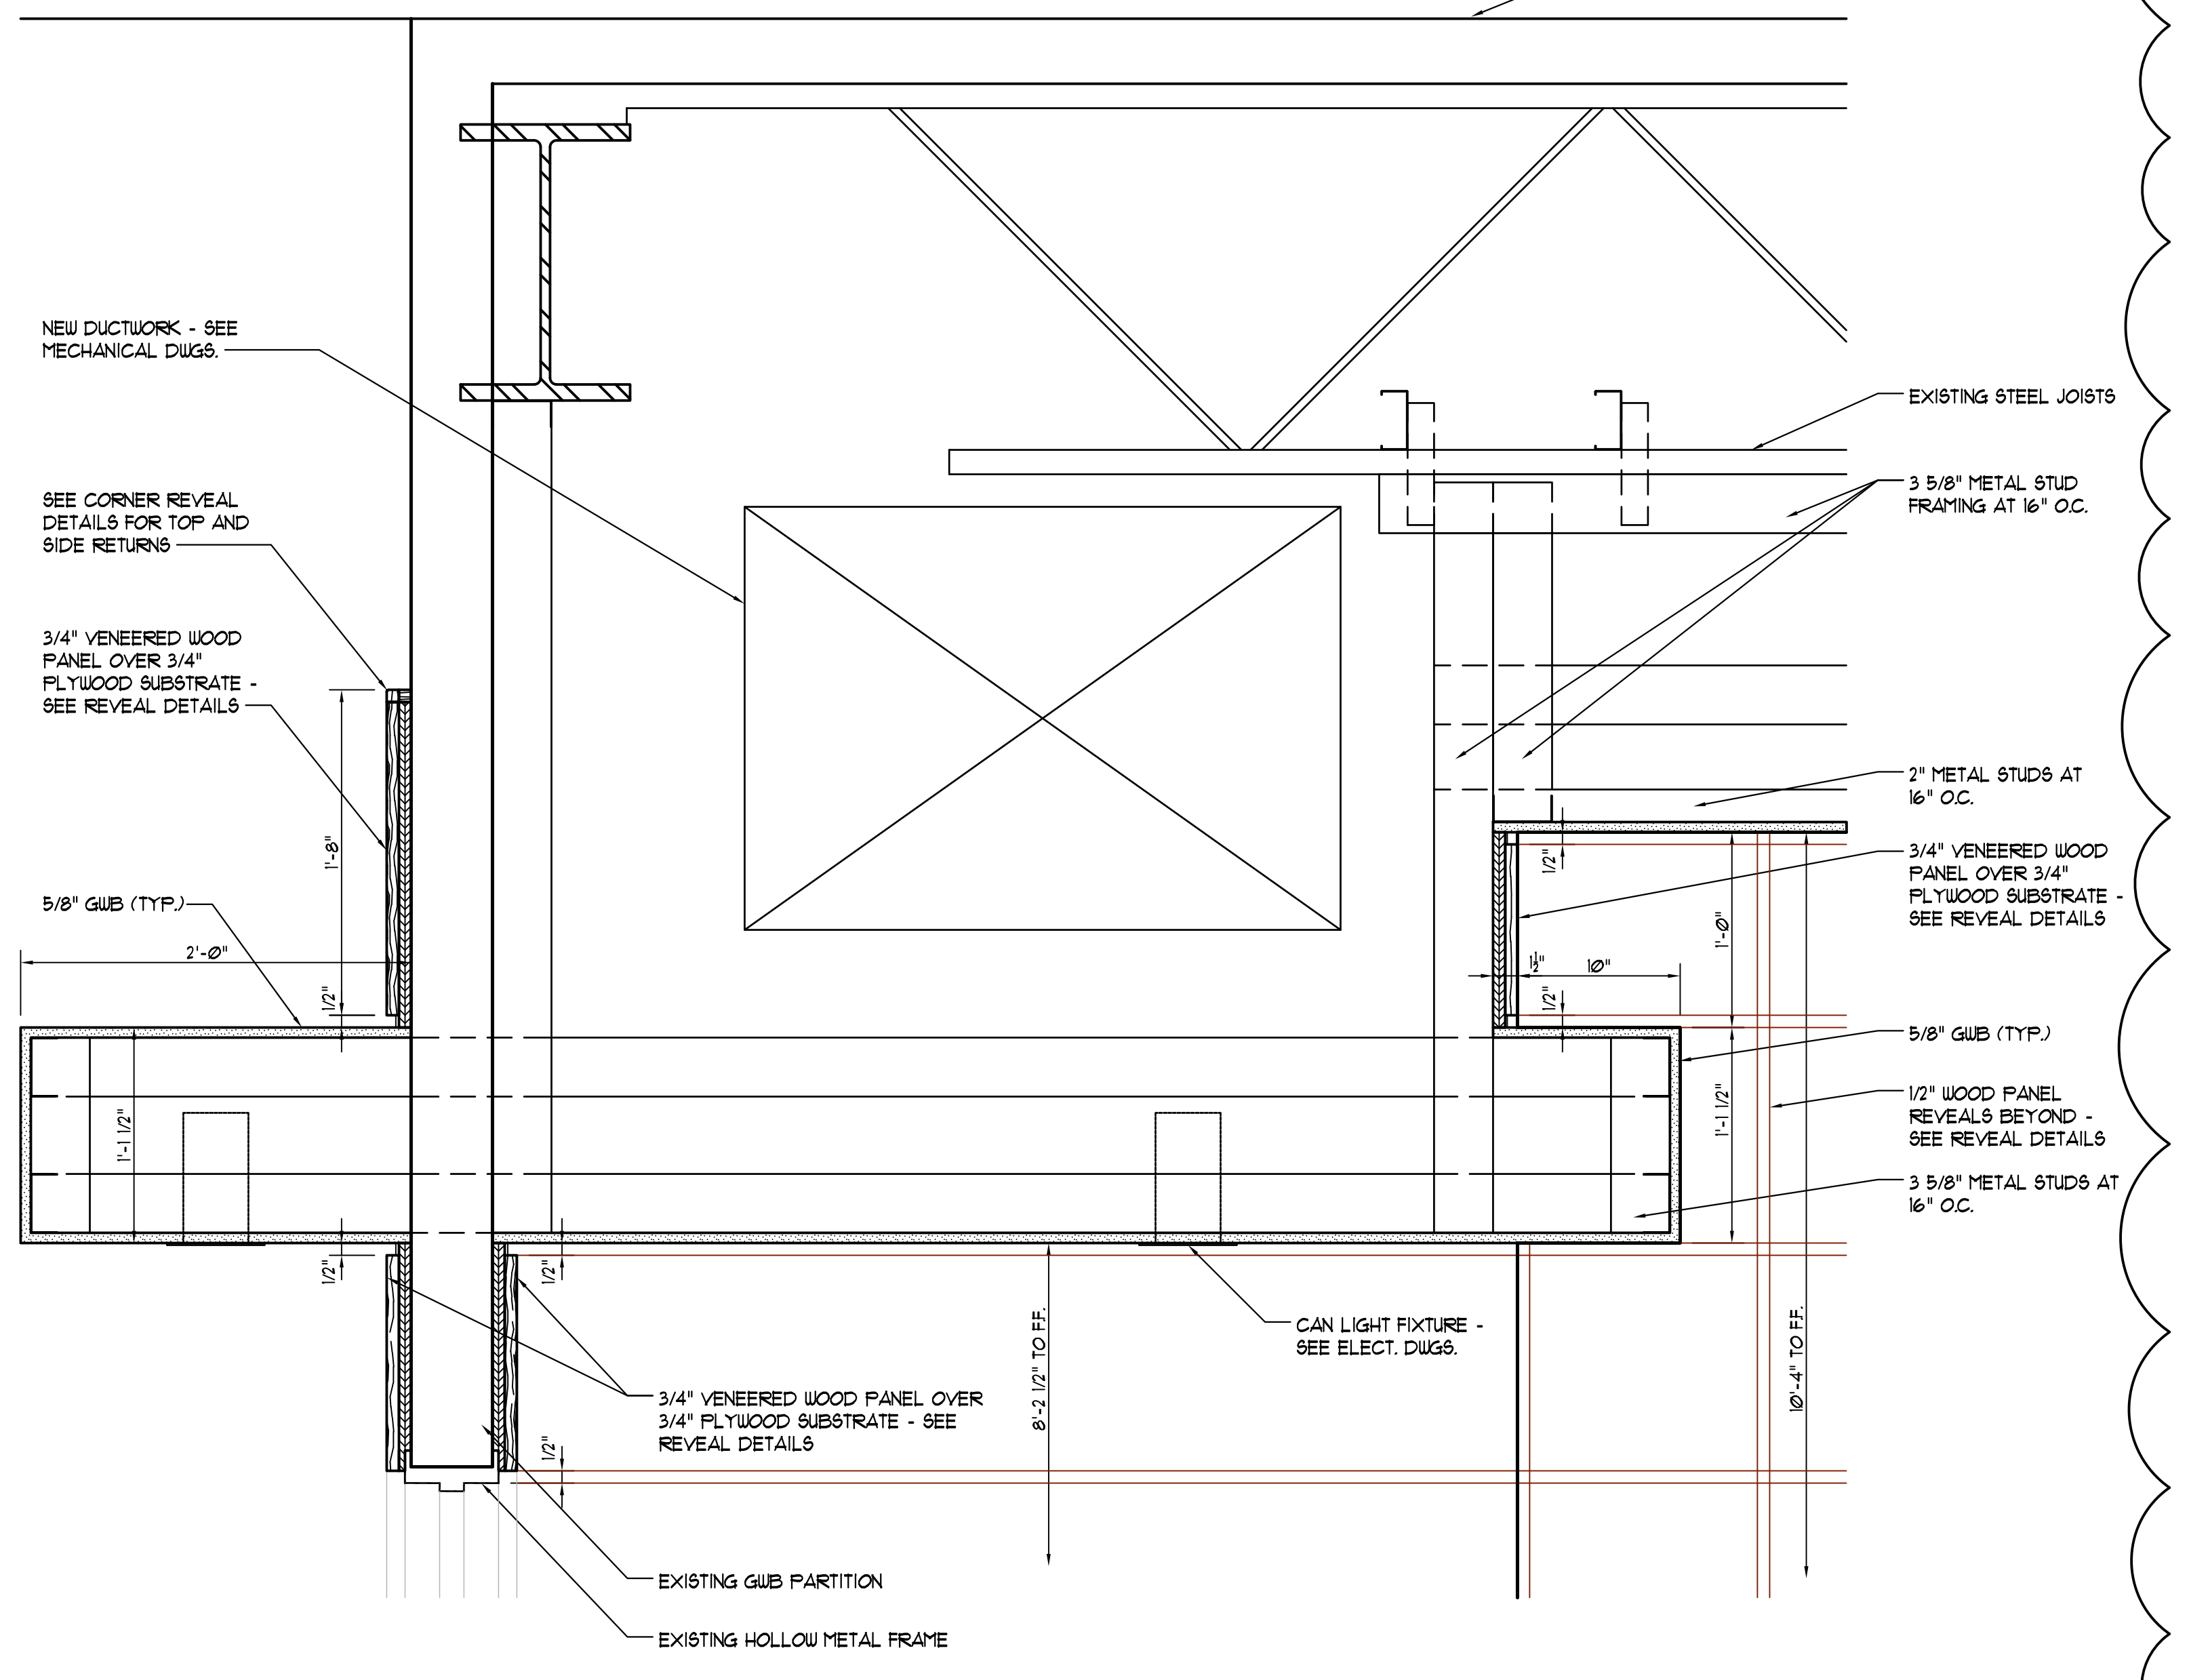 NEW DUCTWORK - SEE
MECHANICAL DWGS.
SEE CORNER REVEAL
DETAILS FOR TOP AND
SIDE RETURNS
3/4" VENEERED WOOD
PANEL OVER 3/4"
PLYWOOD SUBSTRATE -
SEE REVEAL DETAILS
1'-8"
5/8" GWB (TYP.)
2'-0"
1/2"
1'-1 1/2"
1/2"
1/2"
1/2"
3/4" VENEERED WOOD PANEL OVER
3/4" PLYWOOD SUBSTRATE - SEE
REVEAL DETAILS
EXISTING GWB PARTITION
EXISTING HOLLOW METAL FRAME
8'-2 1/2" TO F.F.
CAN LIGHT FIXTURE -
SEE ELECT. DWGS.
1/2"
1 1/2"
10"
1/2"
1'-0"
1'-1 1/2"
10'-4" TO F.F.
EXISTING STEEL JOISTS
3 5/8" METAL STUD
FRAMING AT 16" O.C.
2" METAL STUDS AT
16" O.C.
3/4" VENEERED WOOD
PANEL OVER 3/4"
PLYWOOD SUBSTRATE -
SEE REVEAL DETAILS
5/8" GWB (TYP.)
1/2" WOOD PANEL
REVEALS BEYOND -
SEE REVEAL DETAILS
3 5/8" METAL STUDS AT
16" O.C.